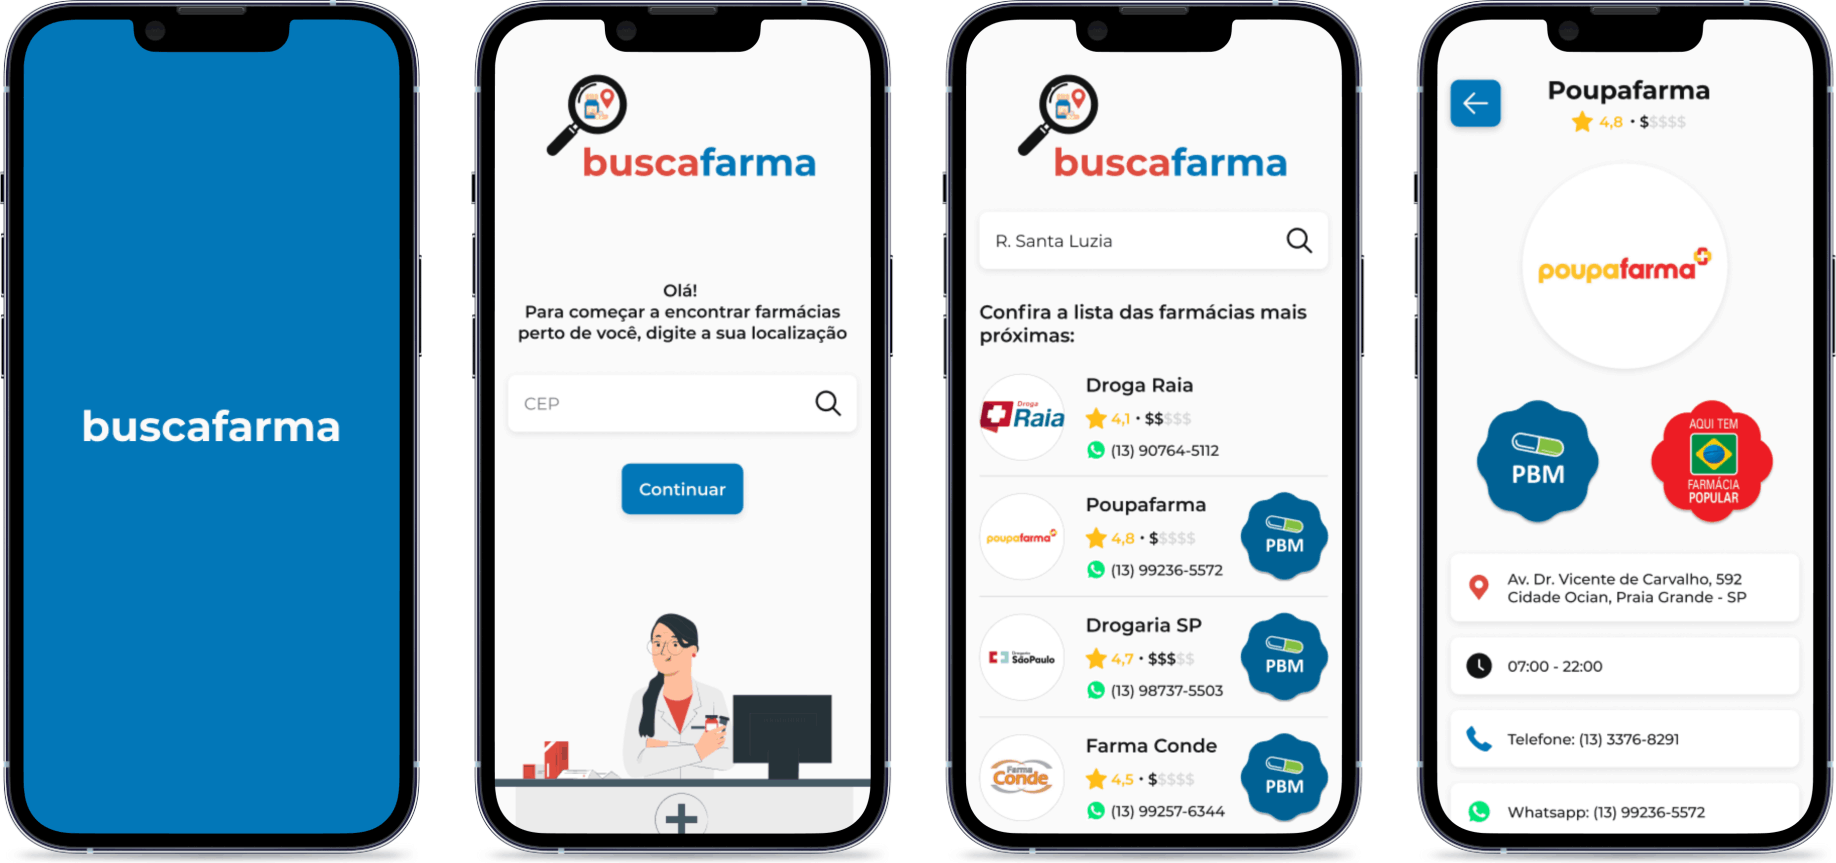 buscafarma
buscafarma
Olá!
Para começar a encontrar farmácias
perto de você, digite a sua localização
CEP
Continuar
buscafarma
R. Santa Luzia
Confira a lista das farmácias mais
próximas:
Droga
Raia
Droga Raia
4,1 · $$$$$
(13) 90764-5112
poupafarma
Poupafarma
4,8 · $$$$$
(13) 99236-5572
PBM
Drogaria
SãoPaulo
Drogaria SP
4,7 · $$$$$
(13) 98737-5503
PBM
Farma
Conde
Farma Conde
4,5 · $$$$$
(13) 99257-6344
PBM
Poupafarma
4,8 · $$$$$
poupafarma
PBM
AQUI TEM
FARMÁCIA
POPULAR
Av. Dr. Vicente de Carvalho, 592
Cidade Ocian, Praia Grande - SP
07:00 - 22:00
Telefone: (13) 3376-8291
Whatsapp: (13) 99236-5572